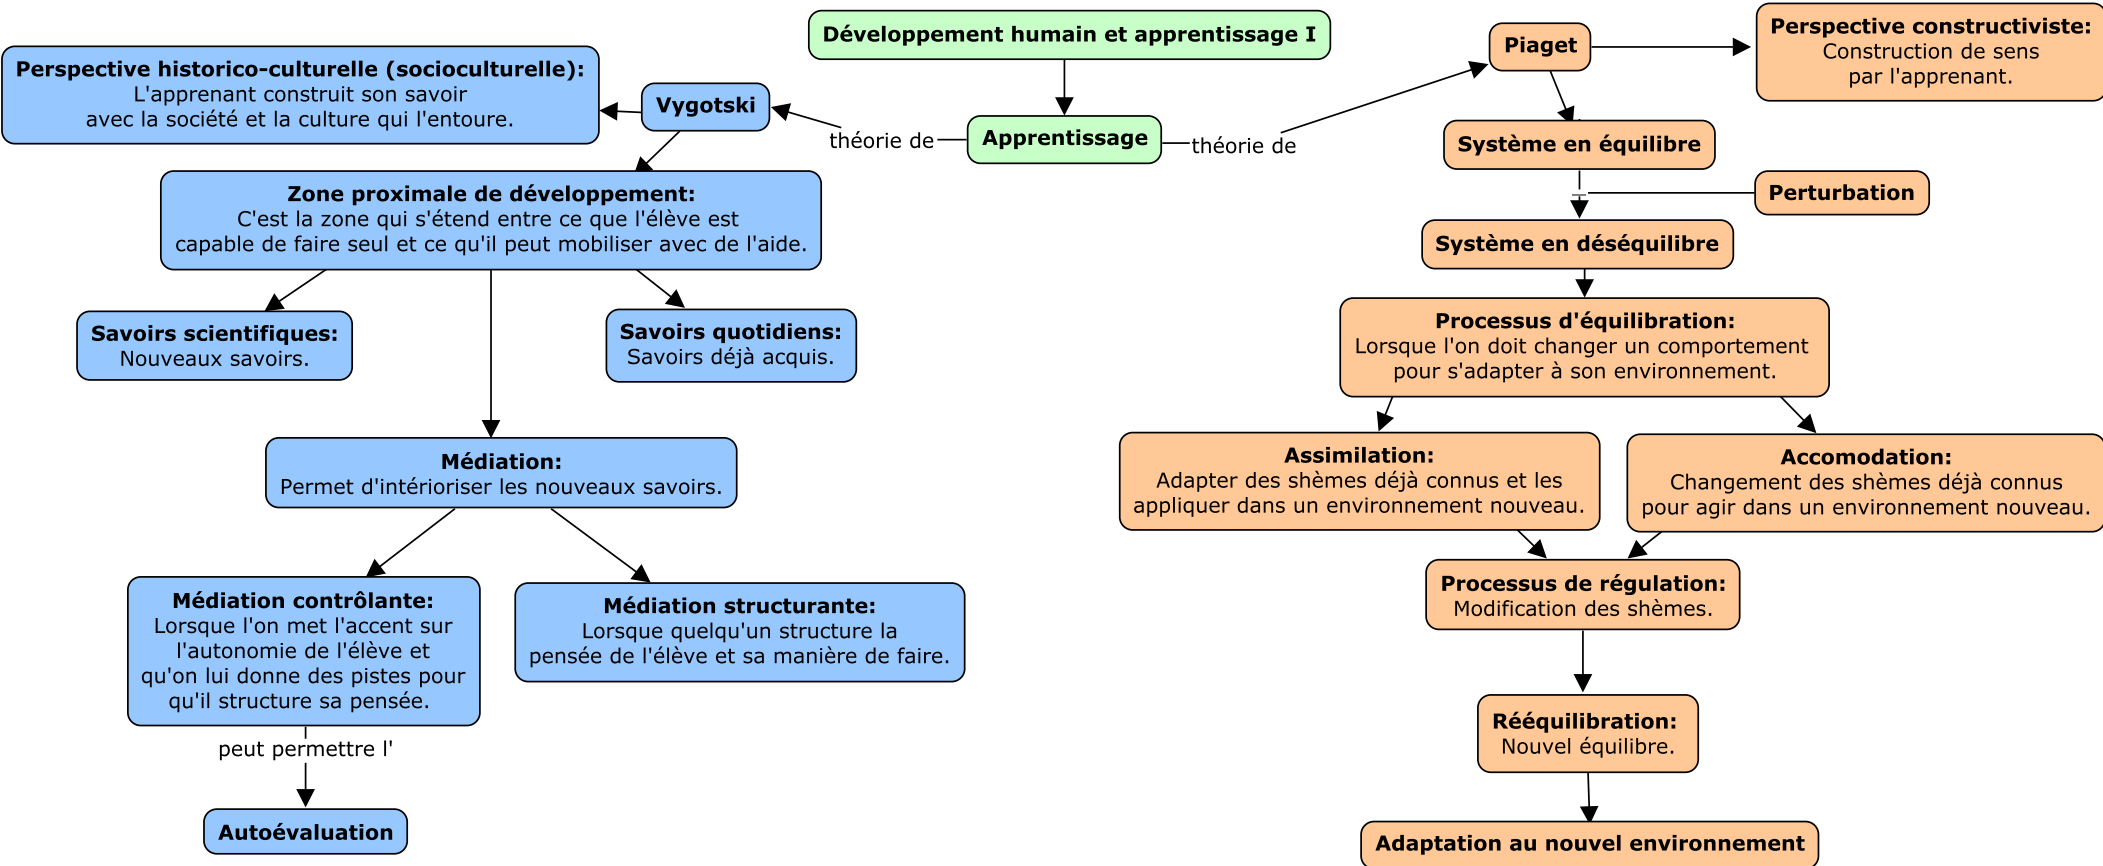 Développement humain et apprentissage I
Apprentissage
théorie de
Vygotski
Perspective historico-culturelle (socioculturelle):
L'apprenant construit son savoir
avec la société et la culture qui l'entoure.
Zone proximale de développement:
C'est la zone qui s'étend entre ce que l'élève est
capable de faire seul et ce qu'il peut mobiliser avec de l'aide.
Savoirs scientifiques:
Nouveaux savoirs.
Savoirs quotidiens:
Savoirs déjà acquis.
Médiation:
Permet d'intérioriser les nouveaux savoirs.
Médiation contrôlante:
Lorsque l'on met l'accent sur
l'autonomie de l'élève et
qu'on lui donne des pistes pour
qu'il structure sa pensée.
Médiation structurante:
Lorsque quelqu'un structure la
pensée de l'élève et sa manière de faire.
peut permettre l'
Autoévaluation
théorie de
Piaget
Perspective constructiviste:
Construction de sens
par l'apprenant.
Système en équilibre
Perturbation
Système en déséquilibre
Processus d'équilibration:
Lorsque l'on doit changer un comportement
pour s'adapter à son environnement.
Assimilation:
Adapter des shèmes déjà connus et les
appliquer dans un environnement nouveau.
Accomodation:
Changement des shèmes déjà connus
pour agir dans un environnement nouveau.
Processus de régulation:
Modification des shèmes.
Rééquilibration:
Nouvel équilibre.
Adaptation au nouvel environnement